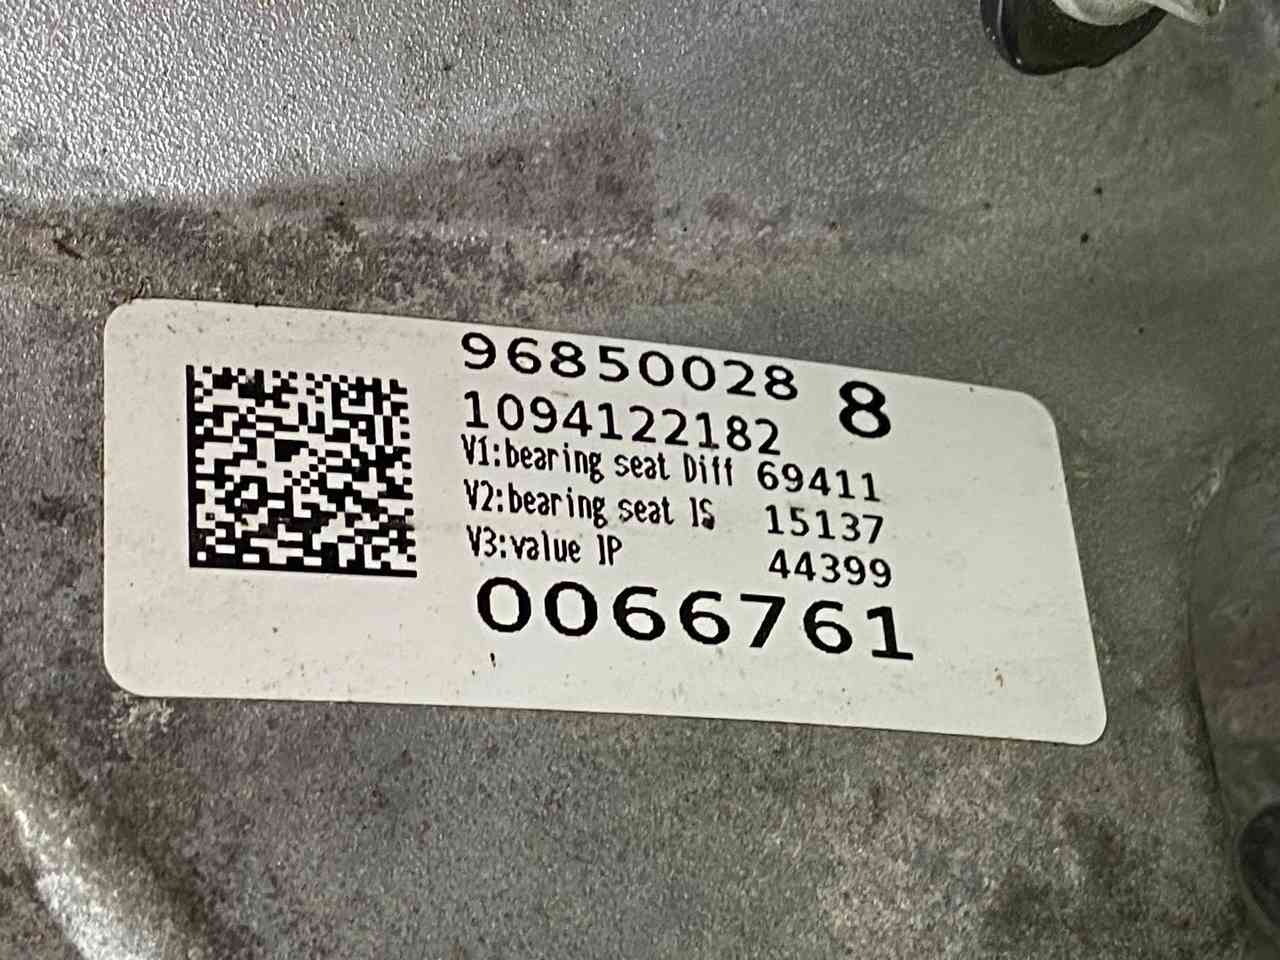 96850028 8
1094122182
V1:bearing seat Diff 69411
V2:bearing seat IS 15137
V3:value IP 44399
0066761